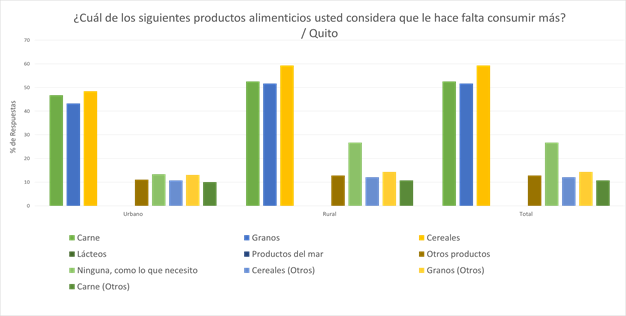 ¿Cuál de los siguientes productos alimenticios usted considera que le hace falta consumir más?
/ Quito
% de Respuestas
70
60
50
40
30
20
10
0
Urbano Rural Total
Carne Granos Cereales
Lácteos Productos del mar Otros productos
Ninguna, como lo que necesito Cereales (Otros) Granos (Otros)
Carne (Otros)